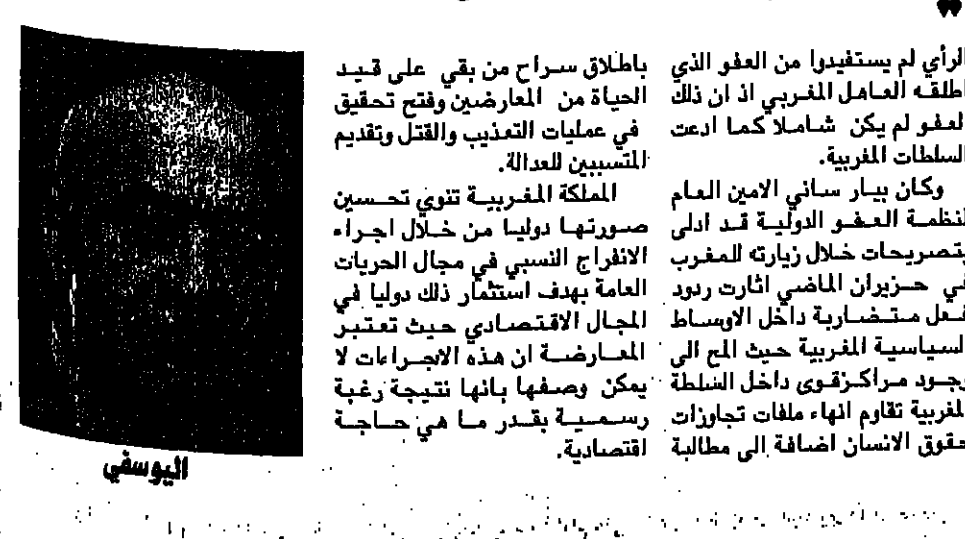 الرأي لم يستفيدوا من العفو الذي
اطلقه العاهل المغربي اذ ان ذلك
العفو لم يكن شاملا كما ادعت
السلطات المغربية.
وكان بيار ساني الامين العام
لنظمة العفو الدولية قد ادلى
بتصريحات خلال زيارته للمغرب
في حزيران الماضي اثارت ردود
فعل متضاربة داخل الاوساط
السياسية المغربية حيث المح الى
وجود مراكزقوى داخل السلطة
المغربية تقاوم انهاء ملفات تجاوزات
حقوق الانسان اضافة الى مطالبة
باطلاق سراح من بقي على قيد
الحياة من المعارضين وفتح تحقيق
في عمليات التعذيب والقتل وتقديم
المتسببين للعدالة.
المملكة المغربية تنوي تحسين
صورتها دوليا من خلال اجراء
الانفراج النسبي في مجال الحريات
العامة بهدف استثمار ذلك دوليا في
المجال الاقتصادي حيث تعتبر
المعارضة ان هذه الاجراءات لا
يمكن وصفها بانها نتيجة رغبة
رسمية بقدر ما هي حاجة
اقتصادية.
اليوسفي